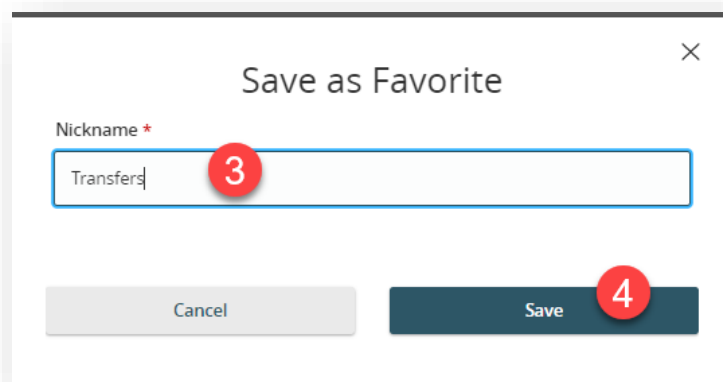 Save as Favorite
Nickname *
Transfers
3
Cancel
Save
4